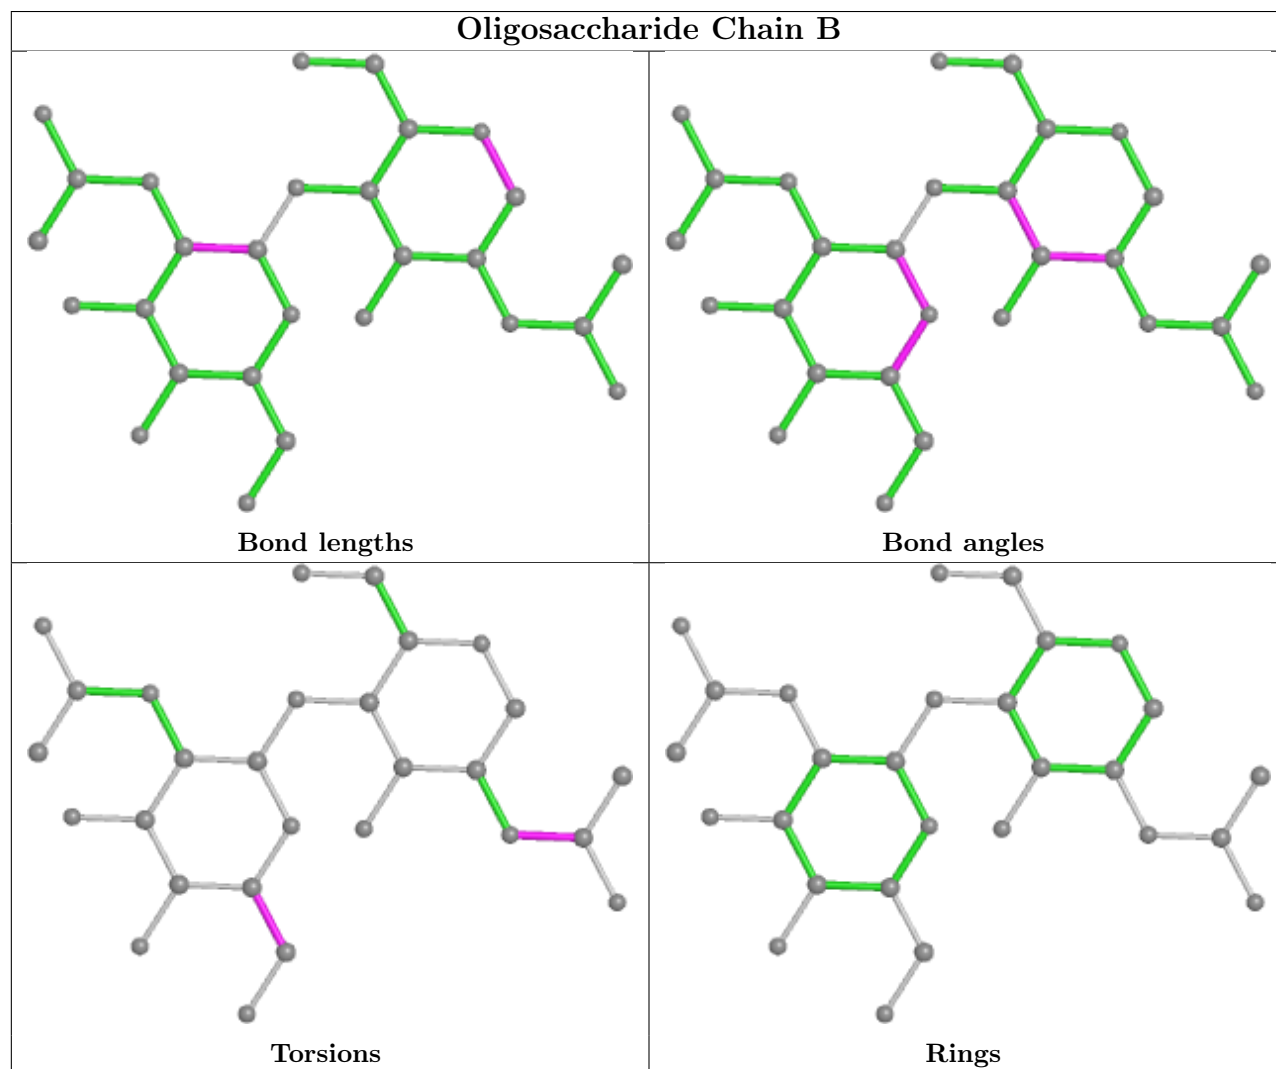 Oligosaccharide Chain B
Bond lengths
Bond angles
Torsions
Rings